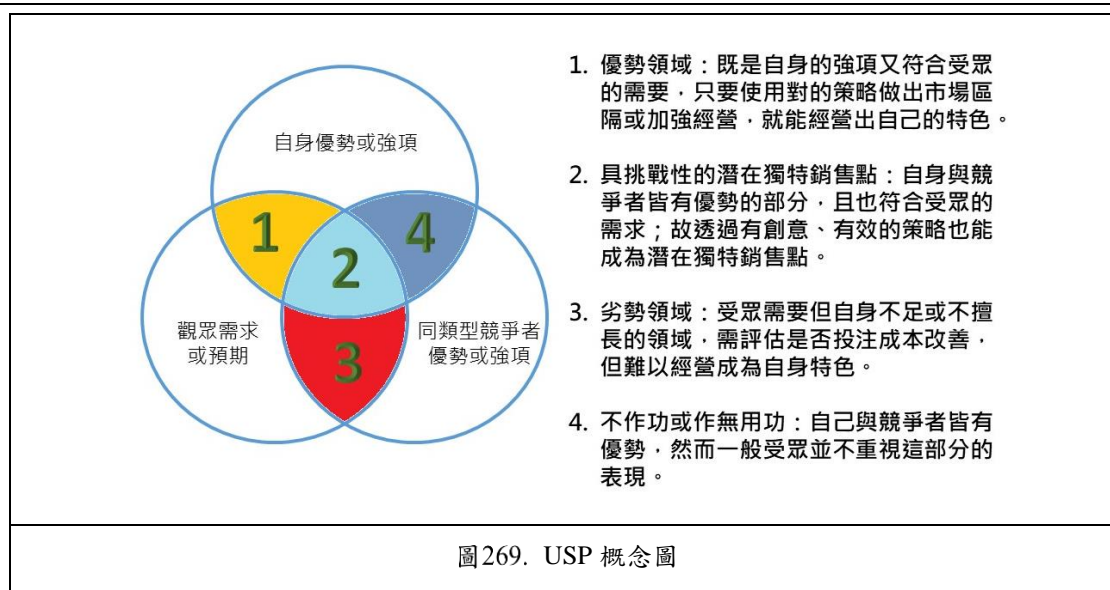 自身優勢或強項
1
4
2
觀眾需求
或預期
同類型競爭者
優勢或強項
3
1. 優勢領域：既是自身的強項又符合受眾
的需要，只要使用對的策略做出市場區
隔或加強經營，就能經營出自己的特色。
2. 具挑戰性的潛在獨特銷售點：自身與競
爭者皆有優勢的部分，且也符合受眾的
需求；故透過有創意、有效的策略也能
成為潛在獨特銷售點。
3. 劣勢領域：受眾需要但自身不足或不擅
長的領域，需評估是否投注成本改善，
但難以經營成為自身特色。
4. 不作功或作無用功：自己與競爭者皆有
優勢，然而一般受眾並不重視這部分的
表現。
圖269. USP 概念圖